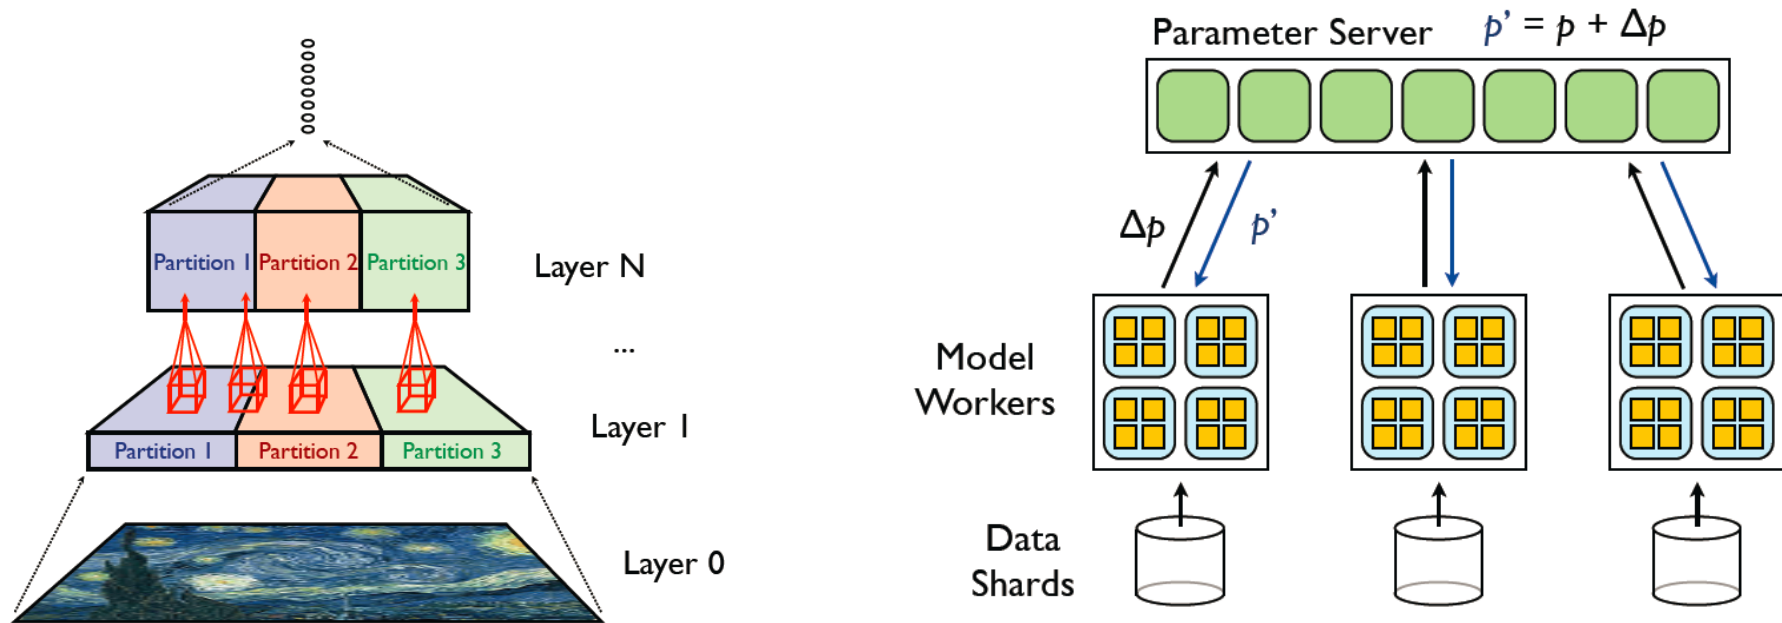 oooooooo
Partition 1 Partition 2 Partition 3
Layer N
...
Layer 1
Partition 1 Partition 2 Partition 3
Layer 0
Parameter Server p' = p + Δp
Δp p'
Model
Workers
Data
Shards